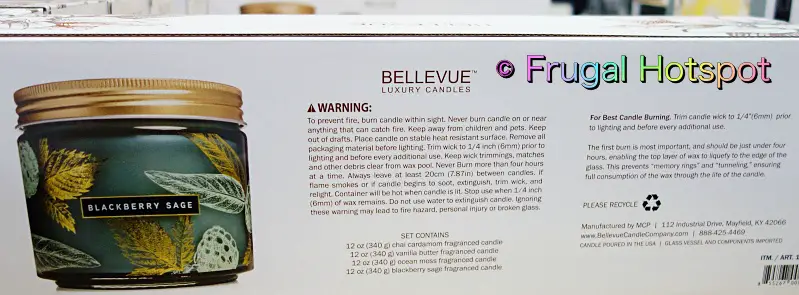 BELLEVUE™
LUXURY CANDLES
© Frugal Hotspot
BLACKBERRY SAGE
⚠WARNING:
To prevent fire, burn candle within sight. Never burn candle on or near
anything that can catch fire. Keep away from children and pets. Keep
out of drafts. Place candle on stable heat resistant surface. Remove all
packaging material before lighting. Trim wick to 1/4 inch (6mm) prior to
lighting and before every additional use. Keep wick trimmings, matches
and other debris clear from wax pool. Never Burn more than four hours
at a time. Always leave at least 20cm (7.87in) between candles. If
flame smokes or if candle begins to soot, extinguish, trim wick, and
relight. Container will be hot when candle is lit. Stop use when 1/4 inch
(6mm) of wax remains. Do not use water to extinguish candle. Ignoring
these warning may lead to fire hazard, personal injury or broken glass.
SET CONTAINS
12 oz (340 g) chai cardamom fragranced candle
12 oz (340 g) vanilla butter fragranced candle
12 oz (340 g) ocean moss fragranced candle
12 oz (340 g) blackberry sage fragranced candle
For Best Candle Burning. Trim candle wick to 1/4"(6mm) prior
to lighting and before every additional use.
The first burn is most important, and should be just under four
hours, enabling the top layer of wax to liquefy to the edge of the
glass. This prevents "memory rings" and "tunneling," ensuring
full consumption of the wax through the life of the candle.
PLEASE RECYCLE
Manufactured by MCP | 112 Industrial Drive, Mayfield, KY 42066
www.BellevueCandleCompany.com | 888-425-4469
CANDLE POURED IN THE USA | GLASS VESSEL AND COMPONENTS IMPORTED
ITM. / ART. 1